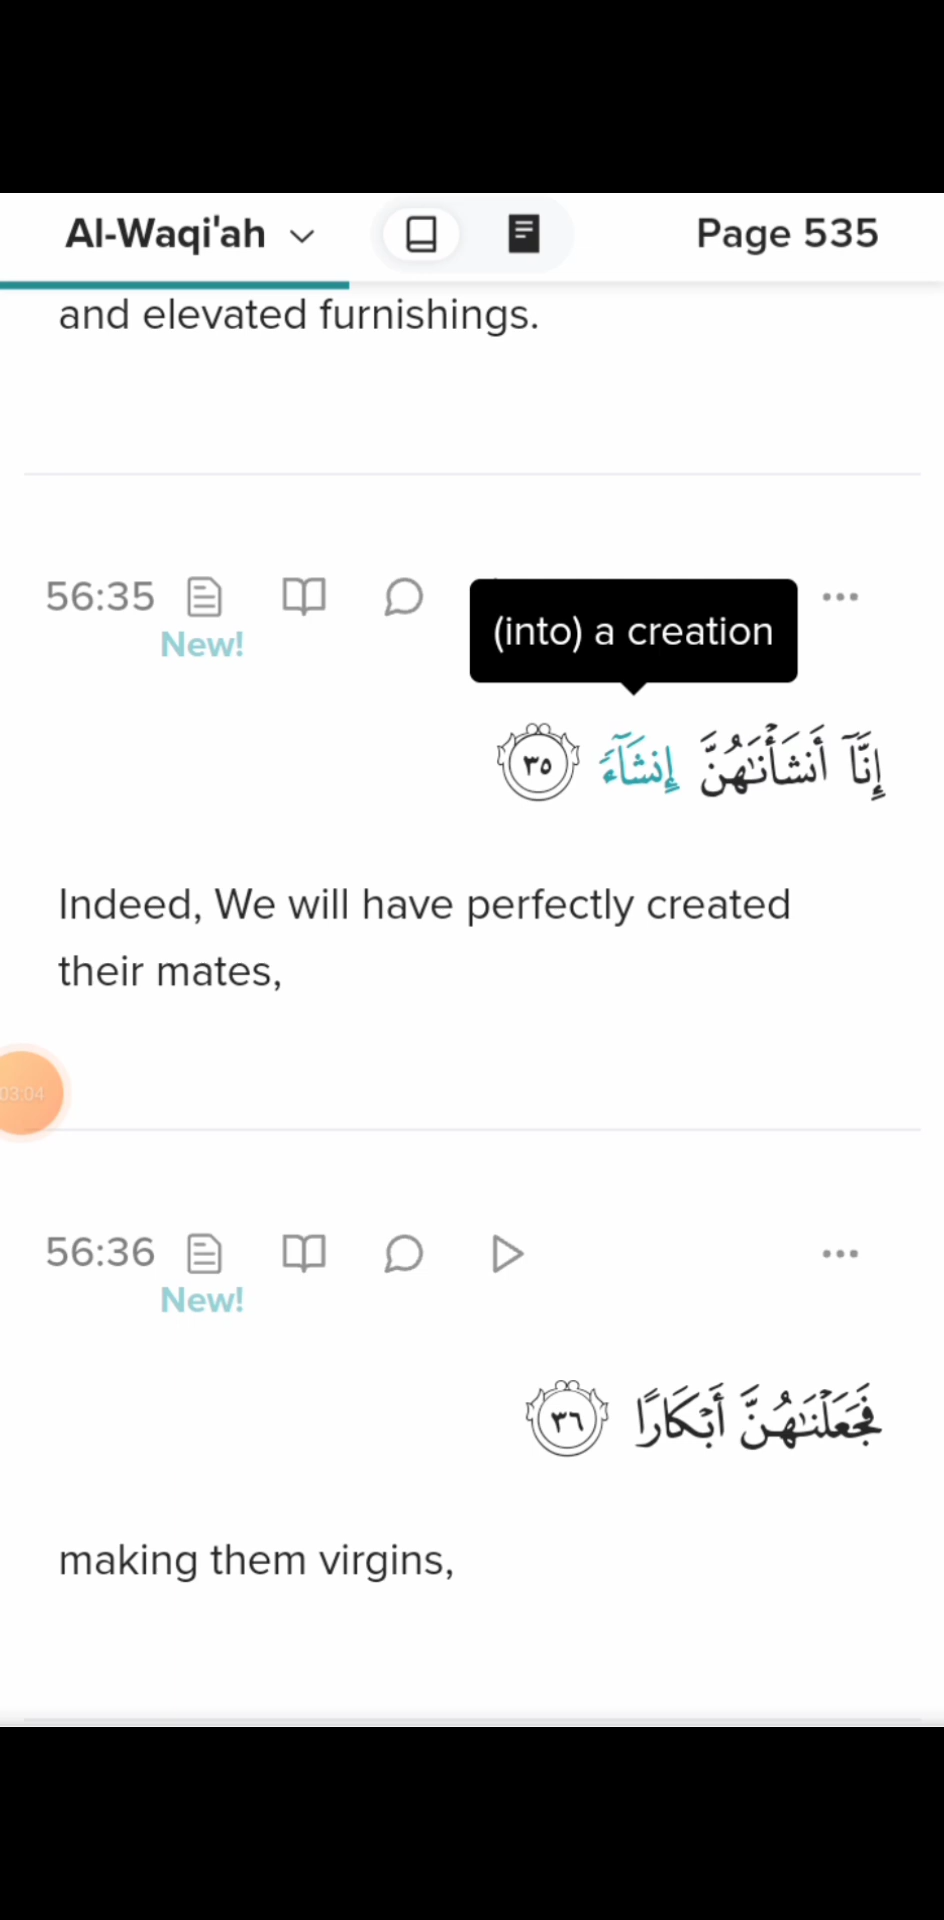 Al-Waqi'ah Page 535
and elevated furnishings.
56:35
New!
(into) a creation
إِنَّآ أَنشَأْنَـٰهُنَّ إِنشَآءً ٣٥
Indeed, We will have perfectly created
their mates,
03:04
56:36
New!
فَجَعَلْنَـٰهُنَّ أَبْكَارًا ٣٦
making them virgins,